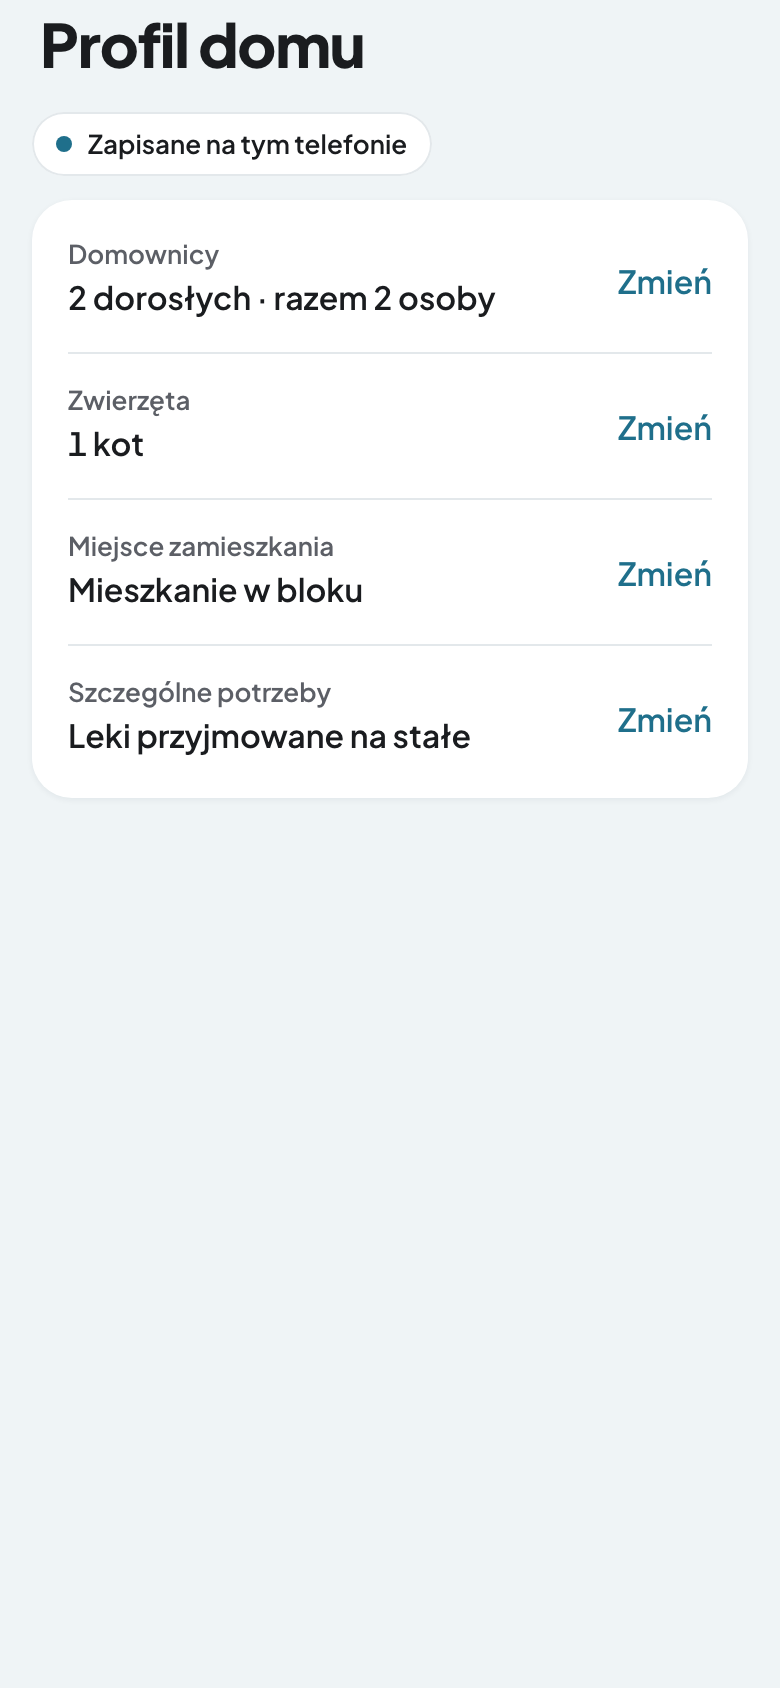 Profil domu
Zapisane na tym telefonie
Domownicy
2 dorosłych · razem 2 osoby
Zmień
Zwierzęta
1 kot
Zmień
Miejsce zamieszkania
Mieszkanie w bloku
Zmień
Szczególne potrzeby
Leki przyjmowane na stałe
Zmień